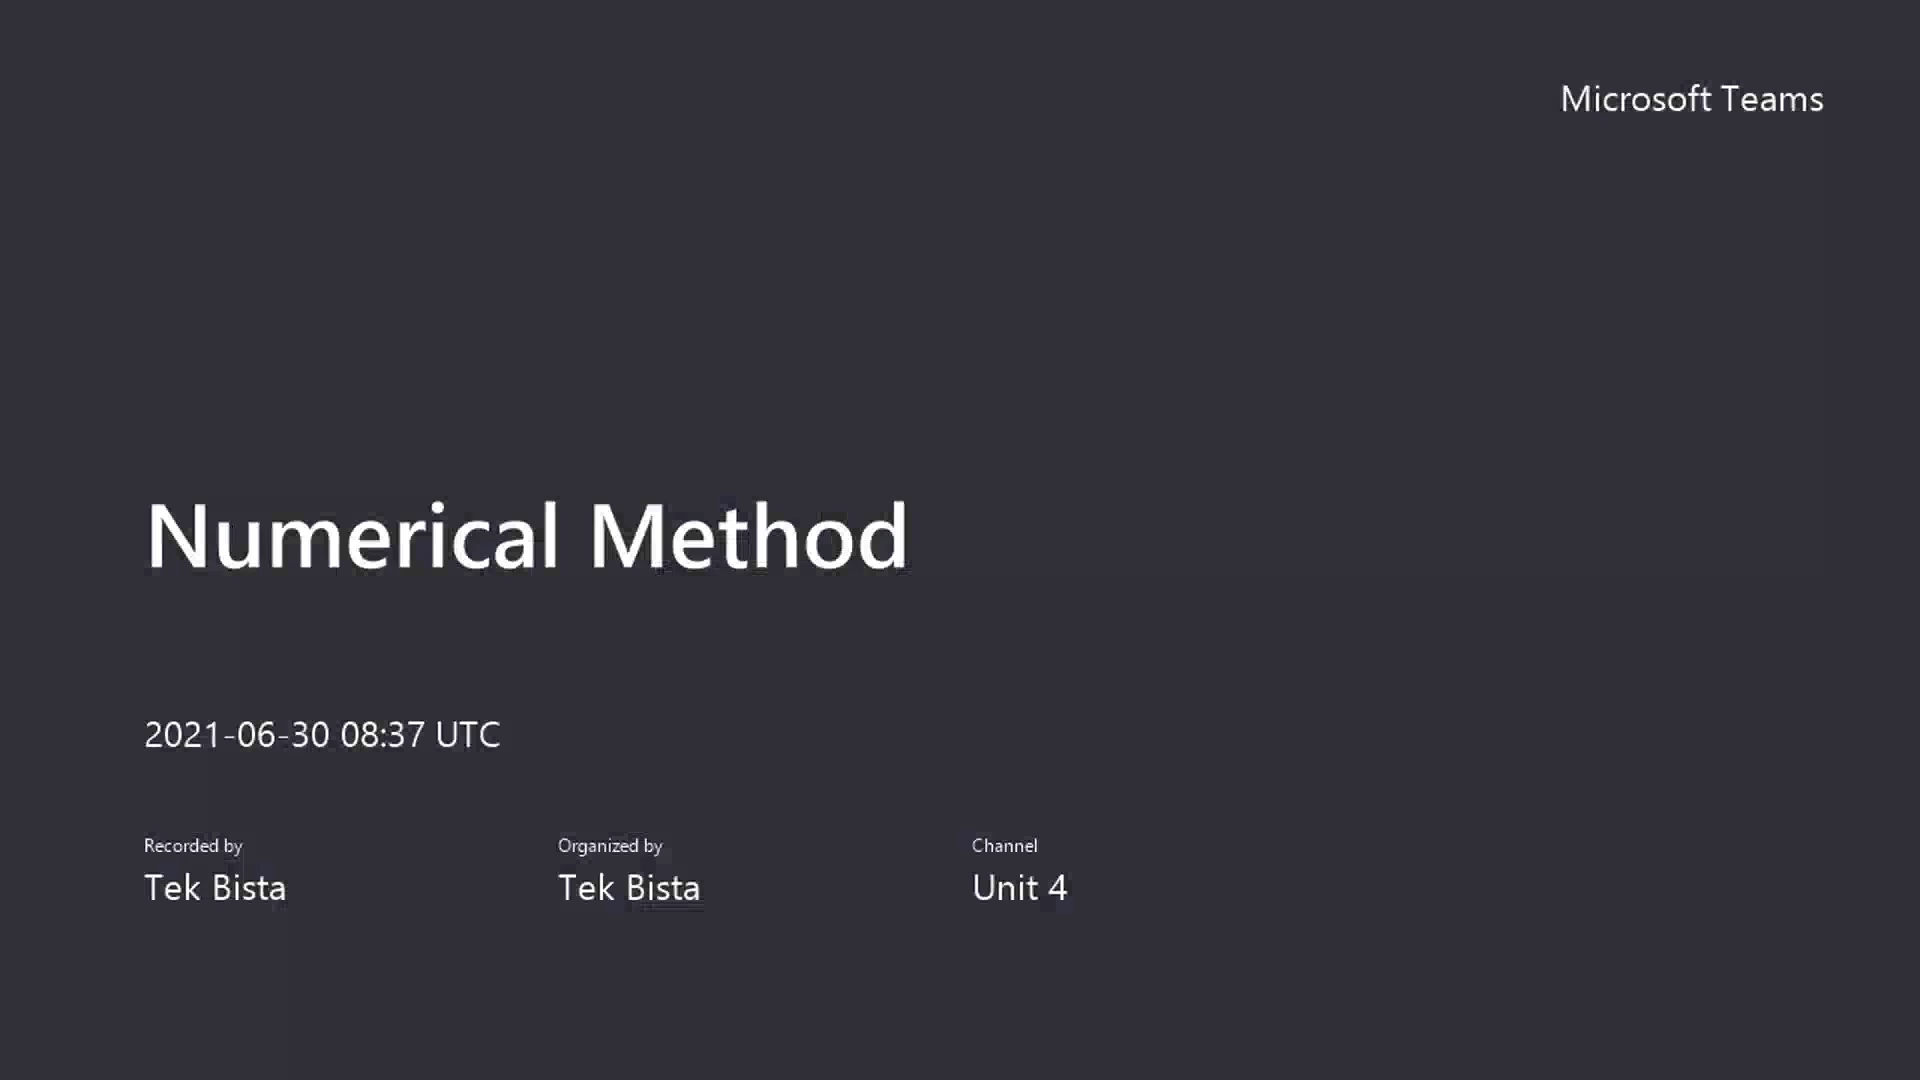 Microsoft Teams
Numerical Method
2021-06-30 08:37 UTC
Recorded by
Tek Bista
Organized by
Tek Bista
Channel
Unit 4